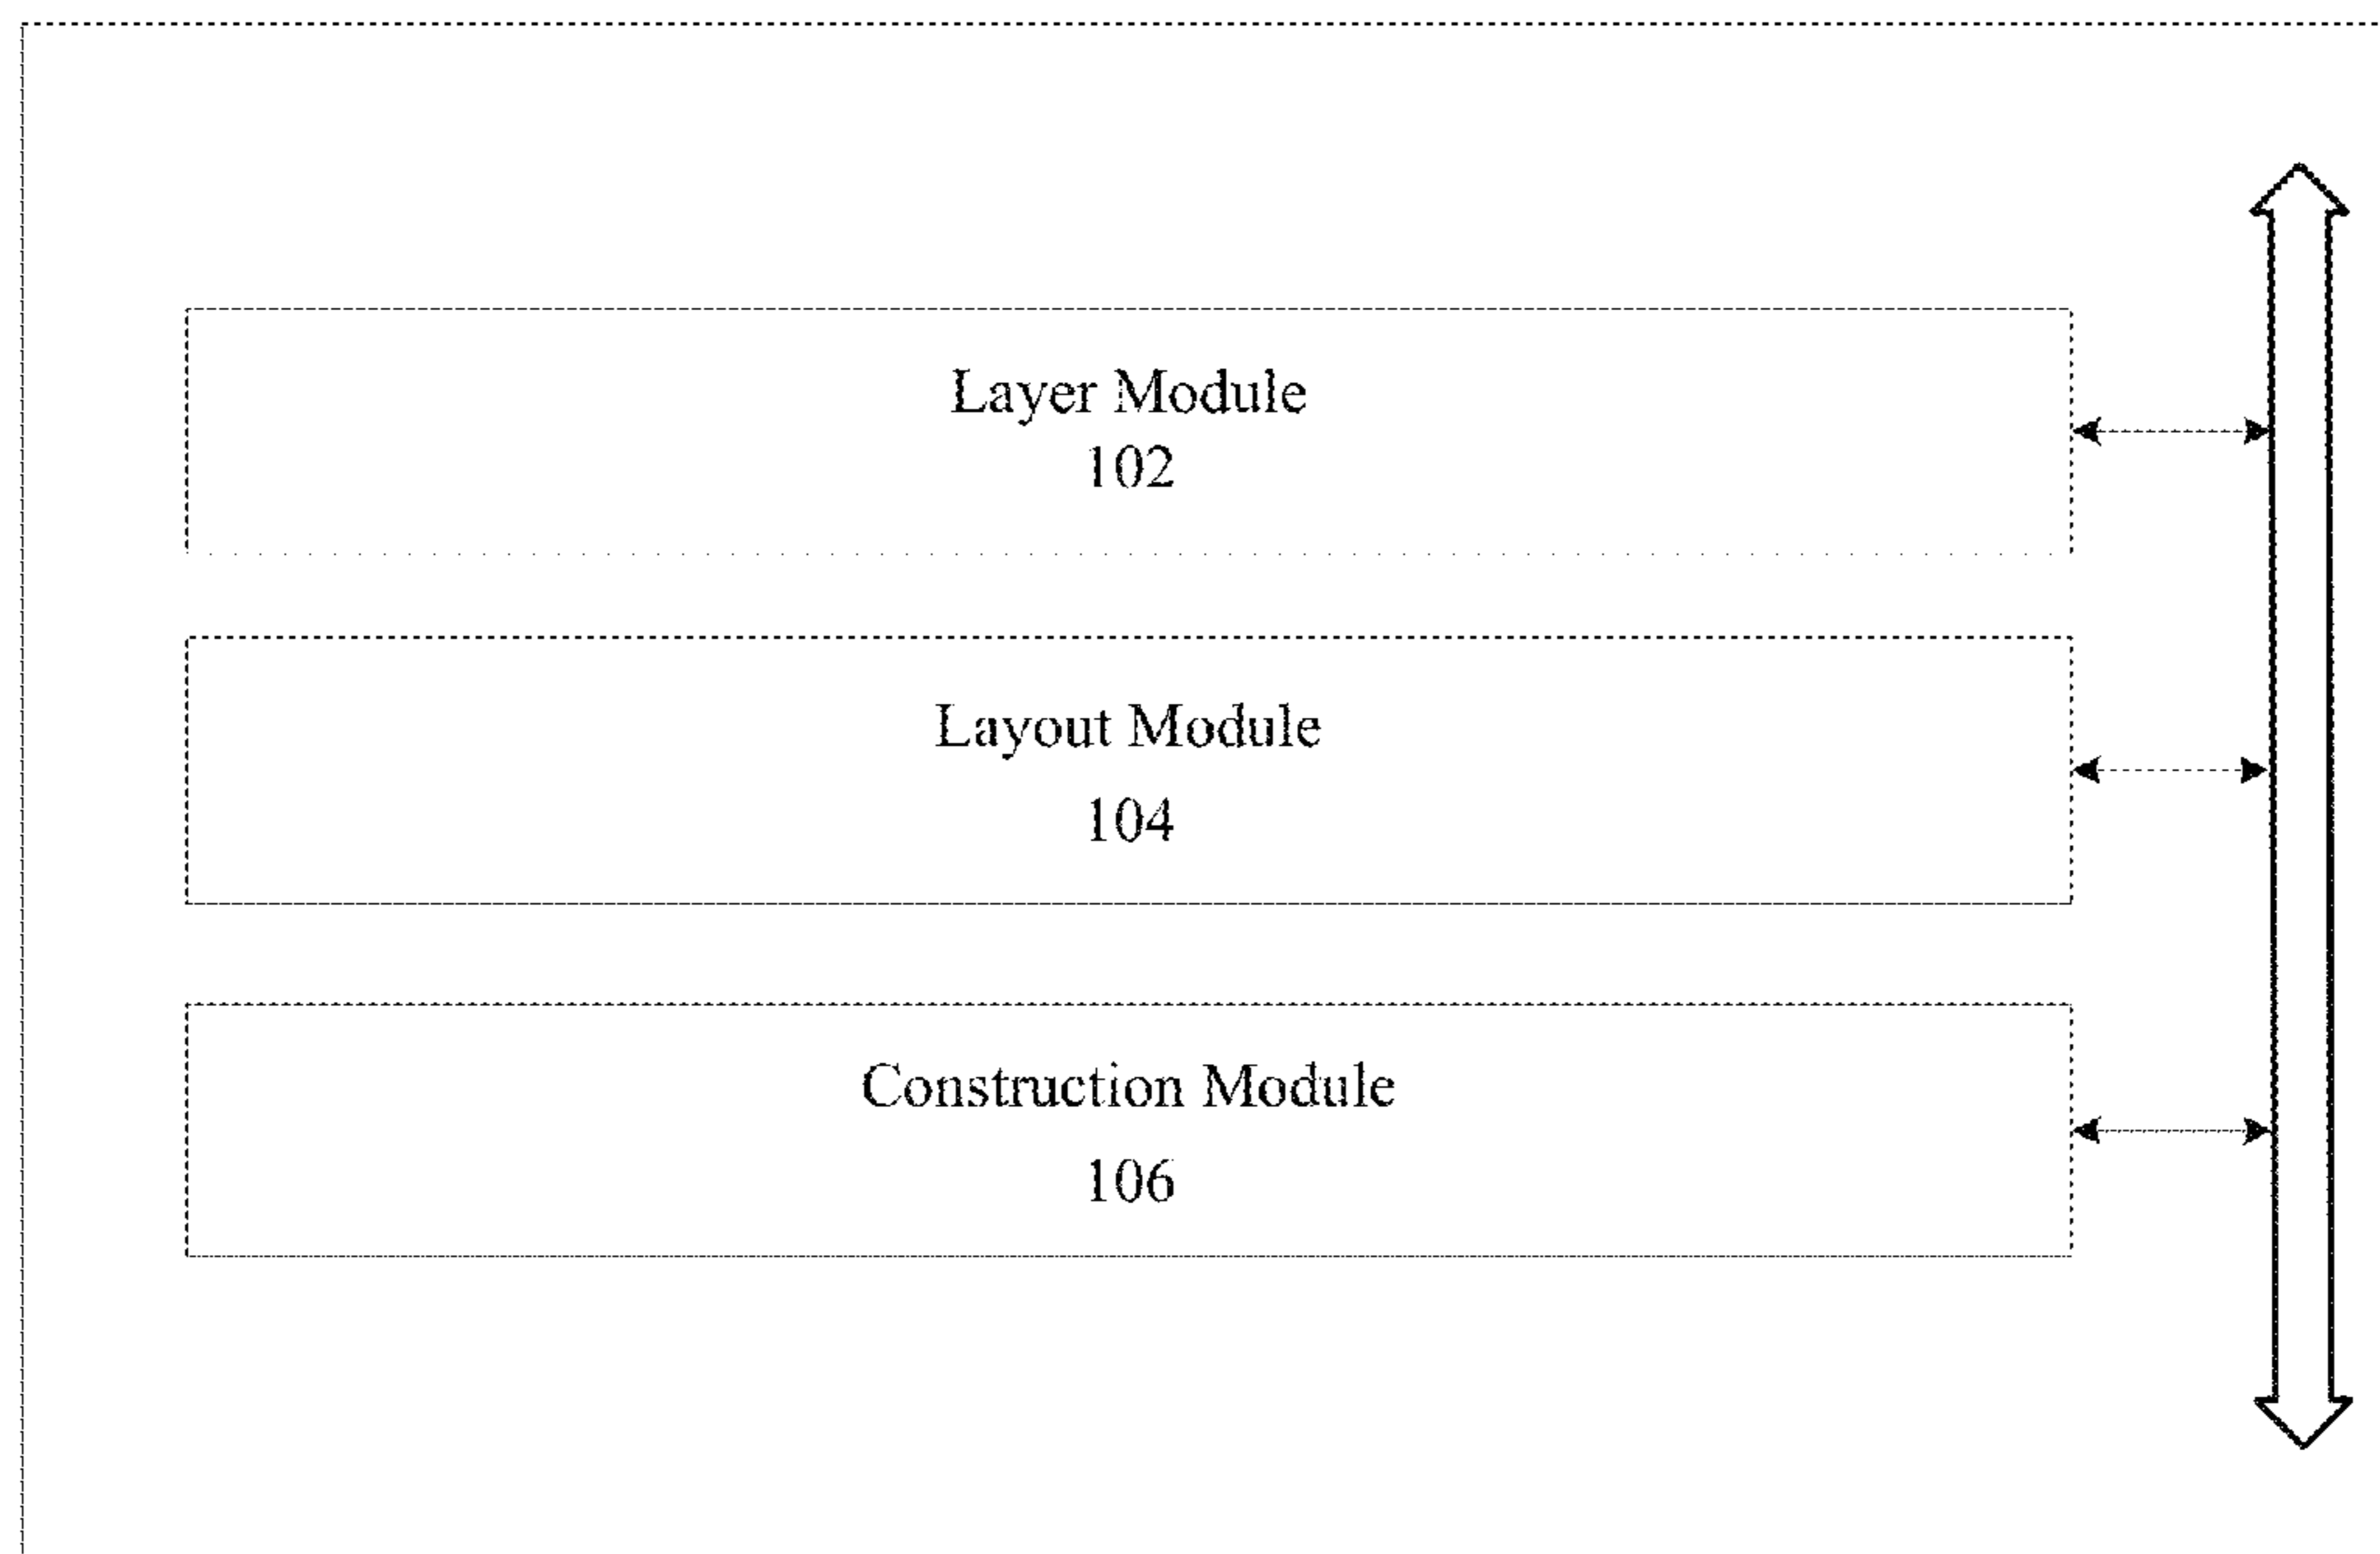 Layer Module
102
Layout Module
104
Construction Module
106